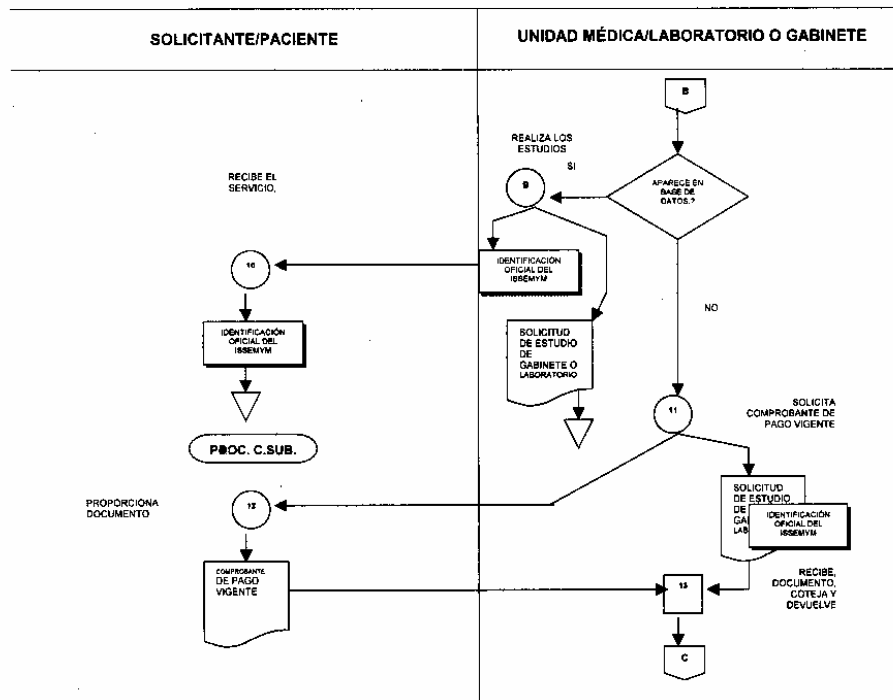 SOLICITANTE/PACIENTE
UNIDAD MÉDICA/LABORATORIO O GABINETE
B
REALIZA LOS
ESTUDIOS
SI
9
APARECE EN
BASE DE
DATOS.?
RECIBE EL
SERVICIO,
10
IDENTIFICACIÓN
OFICIAL DEL
ISSEMYM
IDENTIFICACIÓN
OFICIAL DEL
ISSEMYM
NO
SOLICITUD
DE ESTUDIO
DE
GABINETE O
LABORATORIO
11
SOLICITA
COMPROBANTE DE
PAGO VIGENTE
PROC. C.SUB.
PROPORCIONA
DOCUMENTO
12
SOLICITUD
DE ESTUDIO
DE
GAB
LAB
IDENTIFICACIÓN
OFICIAL DEL
ISSEMYM
COMPROBANTE
DE PAGO
VIGENTE
13
RECIBE,
DOCUMENTO,
COTEJA Y
DEVUELVE
C